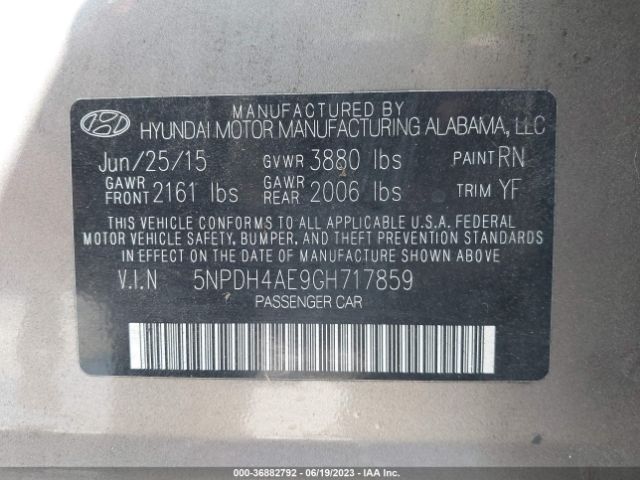 MANUFACTURED BY
HYUNDAI MOTOR MANUFACTURING ALABAMA, LLC
Jun/25/15 GVWR 3880 lbs PAINT RN
GAWR FRONT 2161 lbs GAWR REAR 2006 lbs TRIM YF
THIS VEHICLE CONFORMS TO ALL APPLICABLE U.S.A. FEDERAL
MOTOR VEHICLE SAFETY, BUMPER, AND THEFT PREVENTION STANDARDS
IN EFFECT ON THE DATE OF MANUFACTURE SHOWN ABOVE.
V.I.N 5NPDH4AE9GH717859
PASSENGER CAR
000-36882792 - 06/19/2023 - IAA Inc.